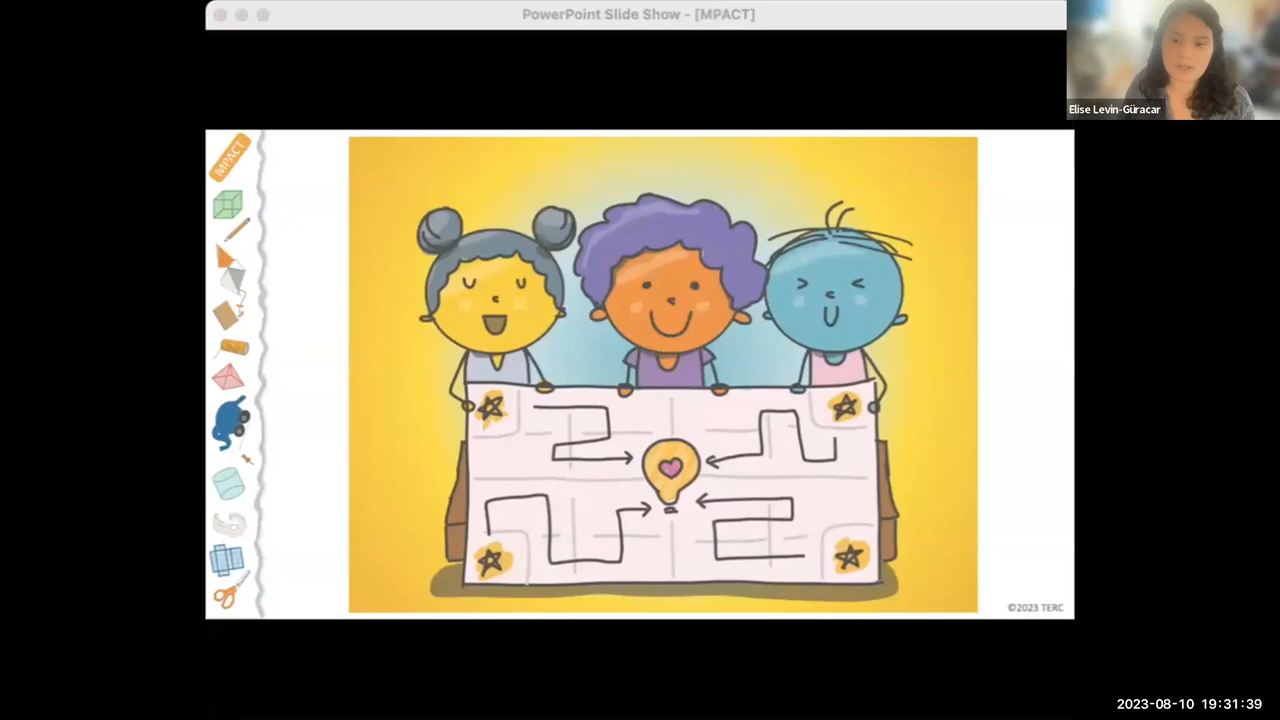 PowerPoint Slide Show - [MPACT]
Elise Levin-Güracar
MPACT
©2023 TERC
2023-08-10 19:31:39